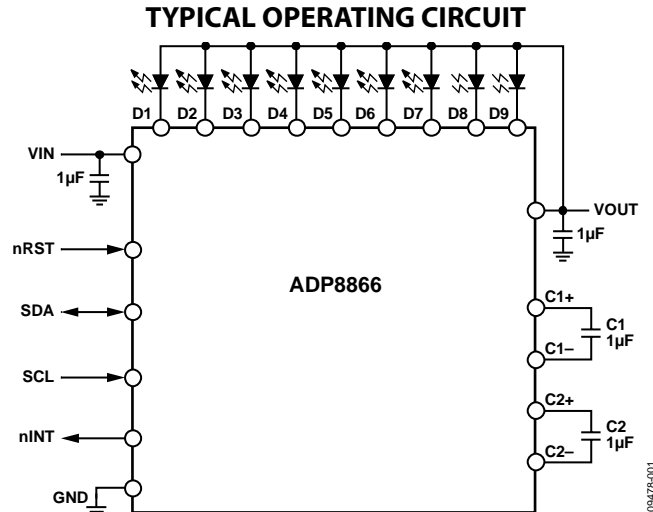 TYPICAL OPERATING CIRCUIT
D1 D2 D3 D4 D5 D6 D7 D8 D9
VIN
1µF
VOUT
1µF
nRST
ADP8866
SDA
C1+
C1
1µF
C1–
SCL
C2+
C2
1µF
nINT
C2–
GND
09478-001